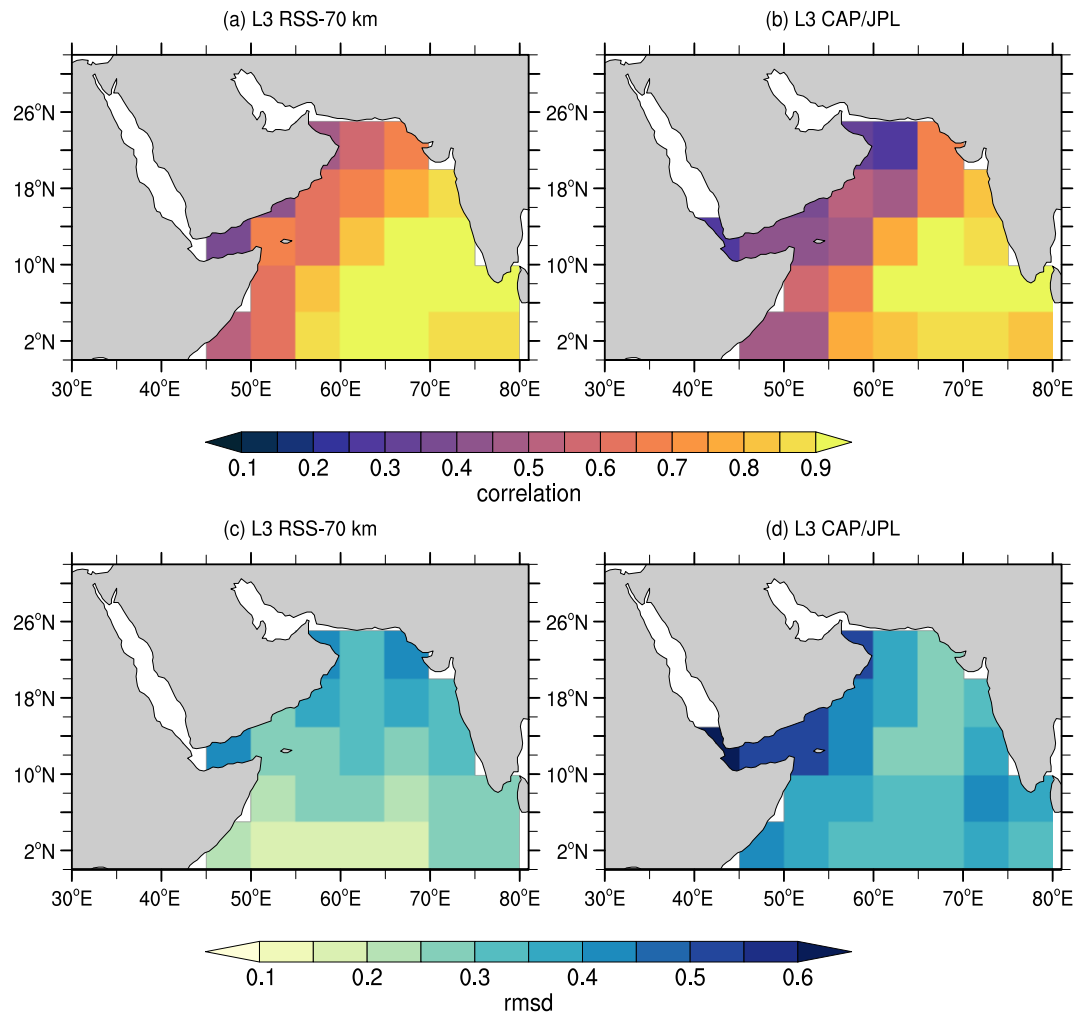 (a) L3 RSS-70 km
(b) L3 CAP/JPL
26°N
18°N
10°N
2°N
30°E 40°E 50°E 60°E 70°E 80°E
26°N
18°N
10°N
2°N
30°E 40°E 50°E 60°E 70°E 80°E
0.1 0.2 0.3 0.4 0.5 0.6 0.7 0.8 0.9
correlation
(c) L3 RSS-70 km
(d) L3 CAP/JPL
26°N
18°N
10°N
2°N
30°E 40°E 50°E 60°E 70°E 80°E
26°N
18°N
10°N
2°N
30°E 40°E 50°E 60°E 70°E 80°E
0.1 0.2 0.3 0.4 0.5 0.6
rmsd